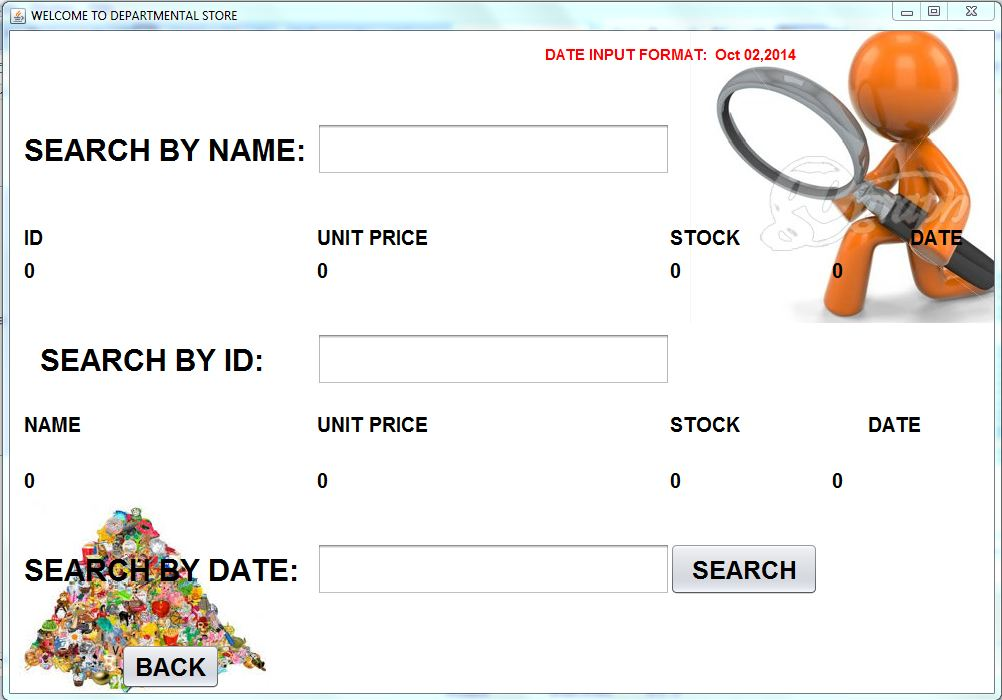 WELCOME TO DEPARTMENTAL STORE
DATE INPUT FORMAT: Oct 02,2014
SEARCH BY NAME:
ID UNIT PRICE STOCK DATE
0 0 0 0
SEARCH BY ID:
NAME UNIT PRICE STOCK DATE
0 0 0 0
SEARCH BY DATE: SEARCH
BACK